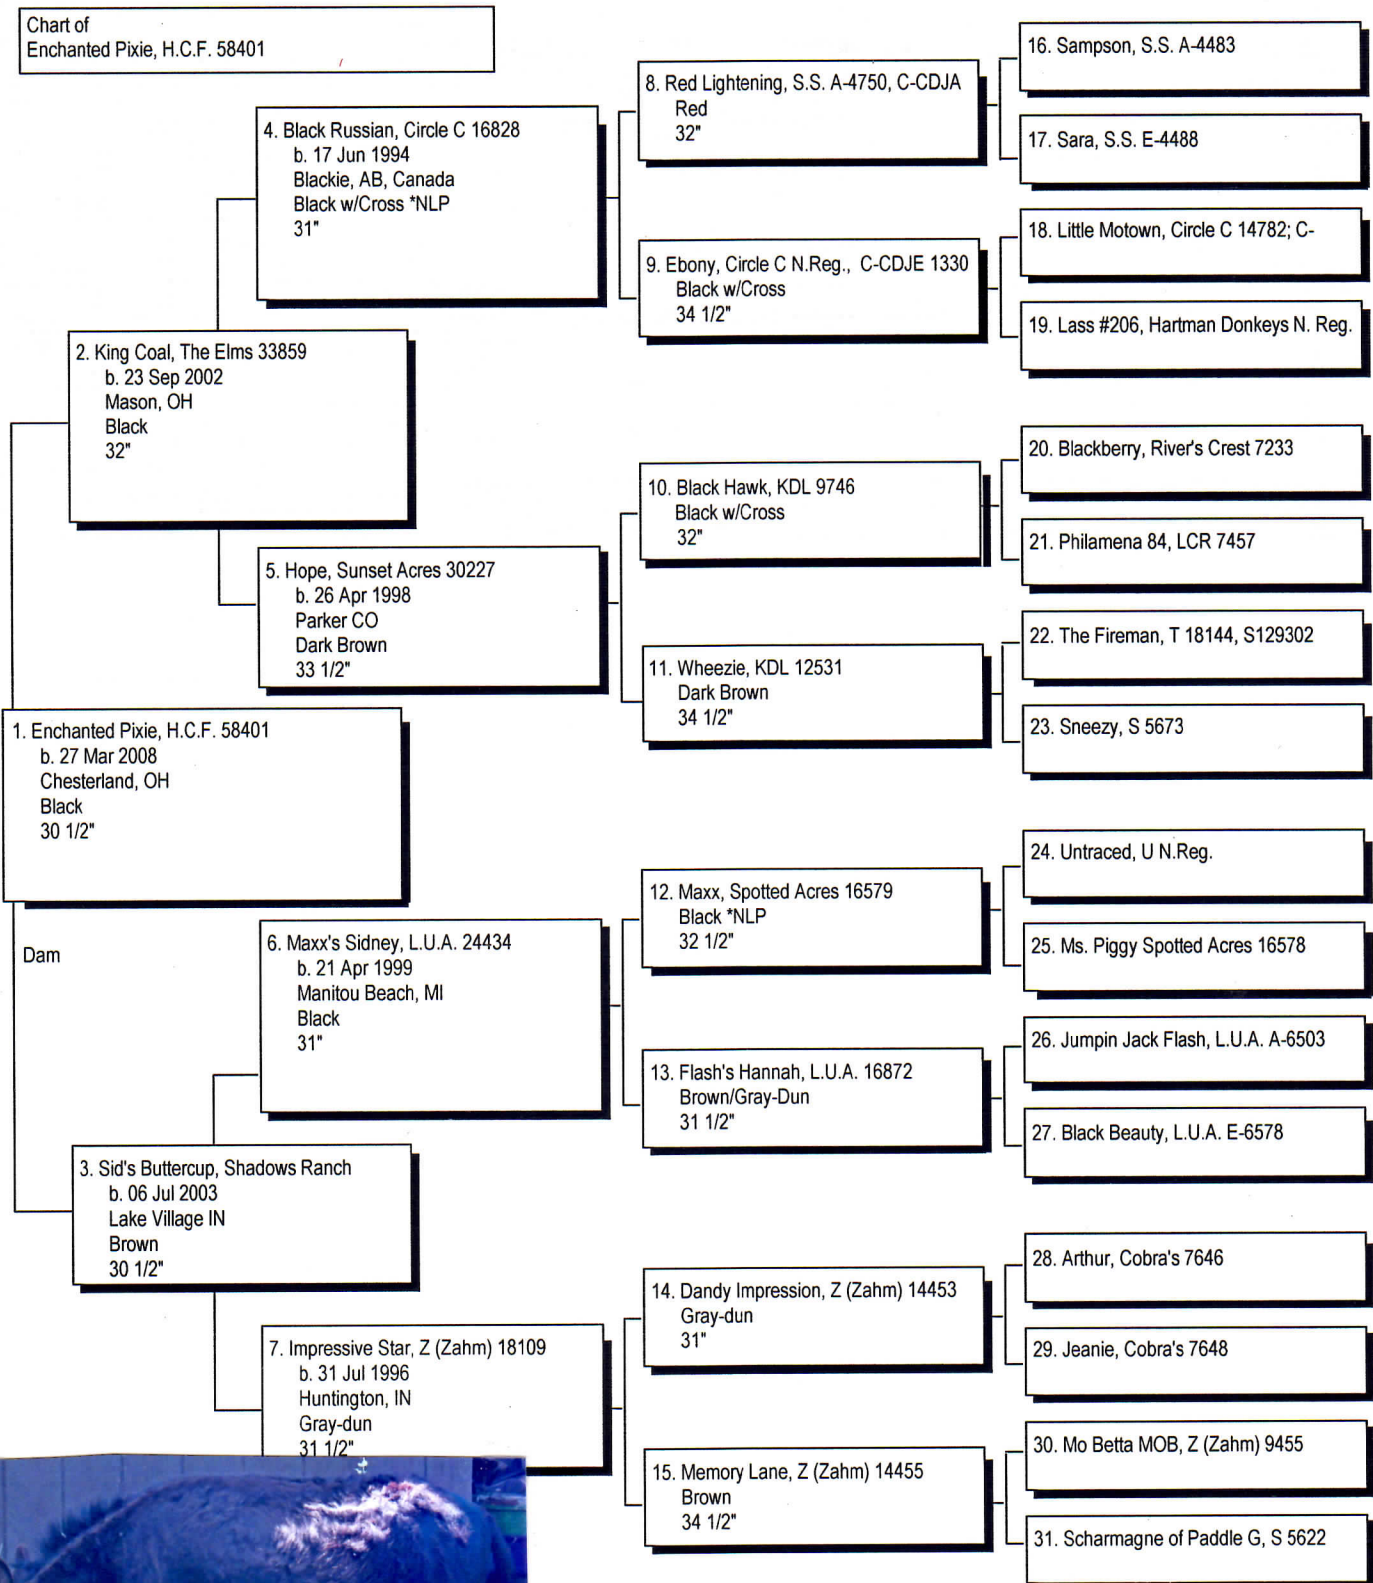 Chart of
Enchanted Pixie, H.C.F. 58401
1. Enchanted Pixie, H.C.F. 58401
b. 27 Mar 2008
Chesterland, OH
Black
30 1/2"
Dam
2. King Coal, The Elms 33859
b. 23 Sep 2002
Mason, OH
Black
32"
3. Sid's Buttercup, Shadows Ranch
b. 06 Jul 2003
Lake Village IN
Brown
30 1/2"
4. Black Russian, Circle C 16828
b. 17 Jun 1994
Blackie, AB, Canada
Black w/Cross *NLP
31"
5. Hope, Sunset Acres 30227
b. 26 Apr 1998
Parker CO
Dark Brown
33 1/2"
6. Maxx's Sidney, L.U.A. 24434
b. 21 Apr 1999
Manitou Beach, MI
Black
31"
7. Impressive Star, Z (Zahm) 18109
b. 31 Jul 1996
Huntington, IN
Gray-dun
31 1/2"
8. Red Lightening, S.S. A-4750, C-CDJA
Red
32"
9. Ebony, Circle C N.Reg., C-CDJE 1330
Black w/Cross
34 1/2"
10. Black Hawk, KDL 9746
Black w/Cross
32"
11. Wheezie, KDL 12531
Dark Brown
34 1/2"
12. Maxx, Spotted Acres 16579
Black *NLP
32 1/2"
13. Flash's Hannah, L.U.A. 16872
Brown/Gray-Dun
31 1/2"
14. Dandy Impression, Z (Zahm) 14453
Gray-dun
31"
15. Memory Lane, Z (Zahm) 14455
Brown
34 1/2"
16. Sampson, S.S. A-4483
17. Sara, S.S. E-4488
18. Little Motown, Circle C 14782; C-
19. Lass #206, Hartman Donkeys N. Reg.
20. Blackberry, River's Crest 7233
21. Philamena 84, LCR 7457
22. The Fireman, T 18144, S129302
23. Sneezy, S 5673
24. Untraced, U N.Reg.
25. Ms. Piggy Spotted Acres 16578
26. Jumpin Jack Flash, L.U.A. A-6503
27. Black Beauty, L.U.A. E-6578
28. Arthur, Cobra's 7646
29. Jeanie, Cobra's 7648
30. Mo Betta MOB, Z (Zahm) 9455
31. Scharmagne of Paddle G, S 5622